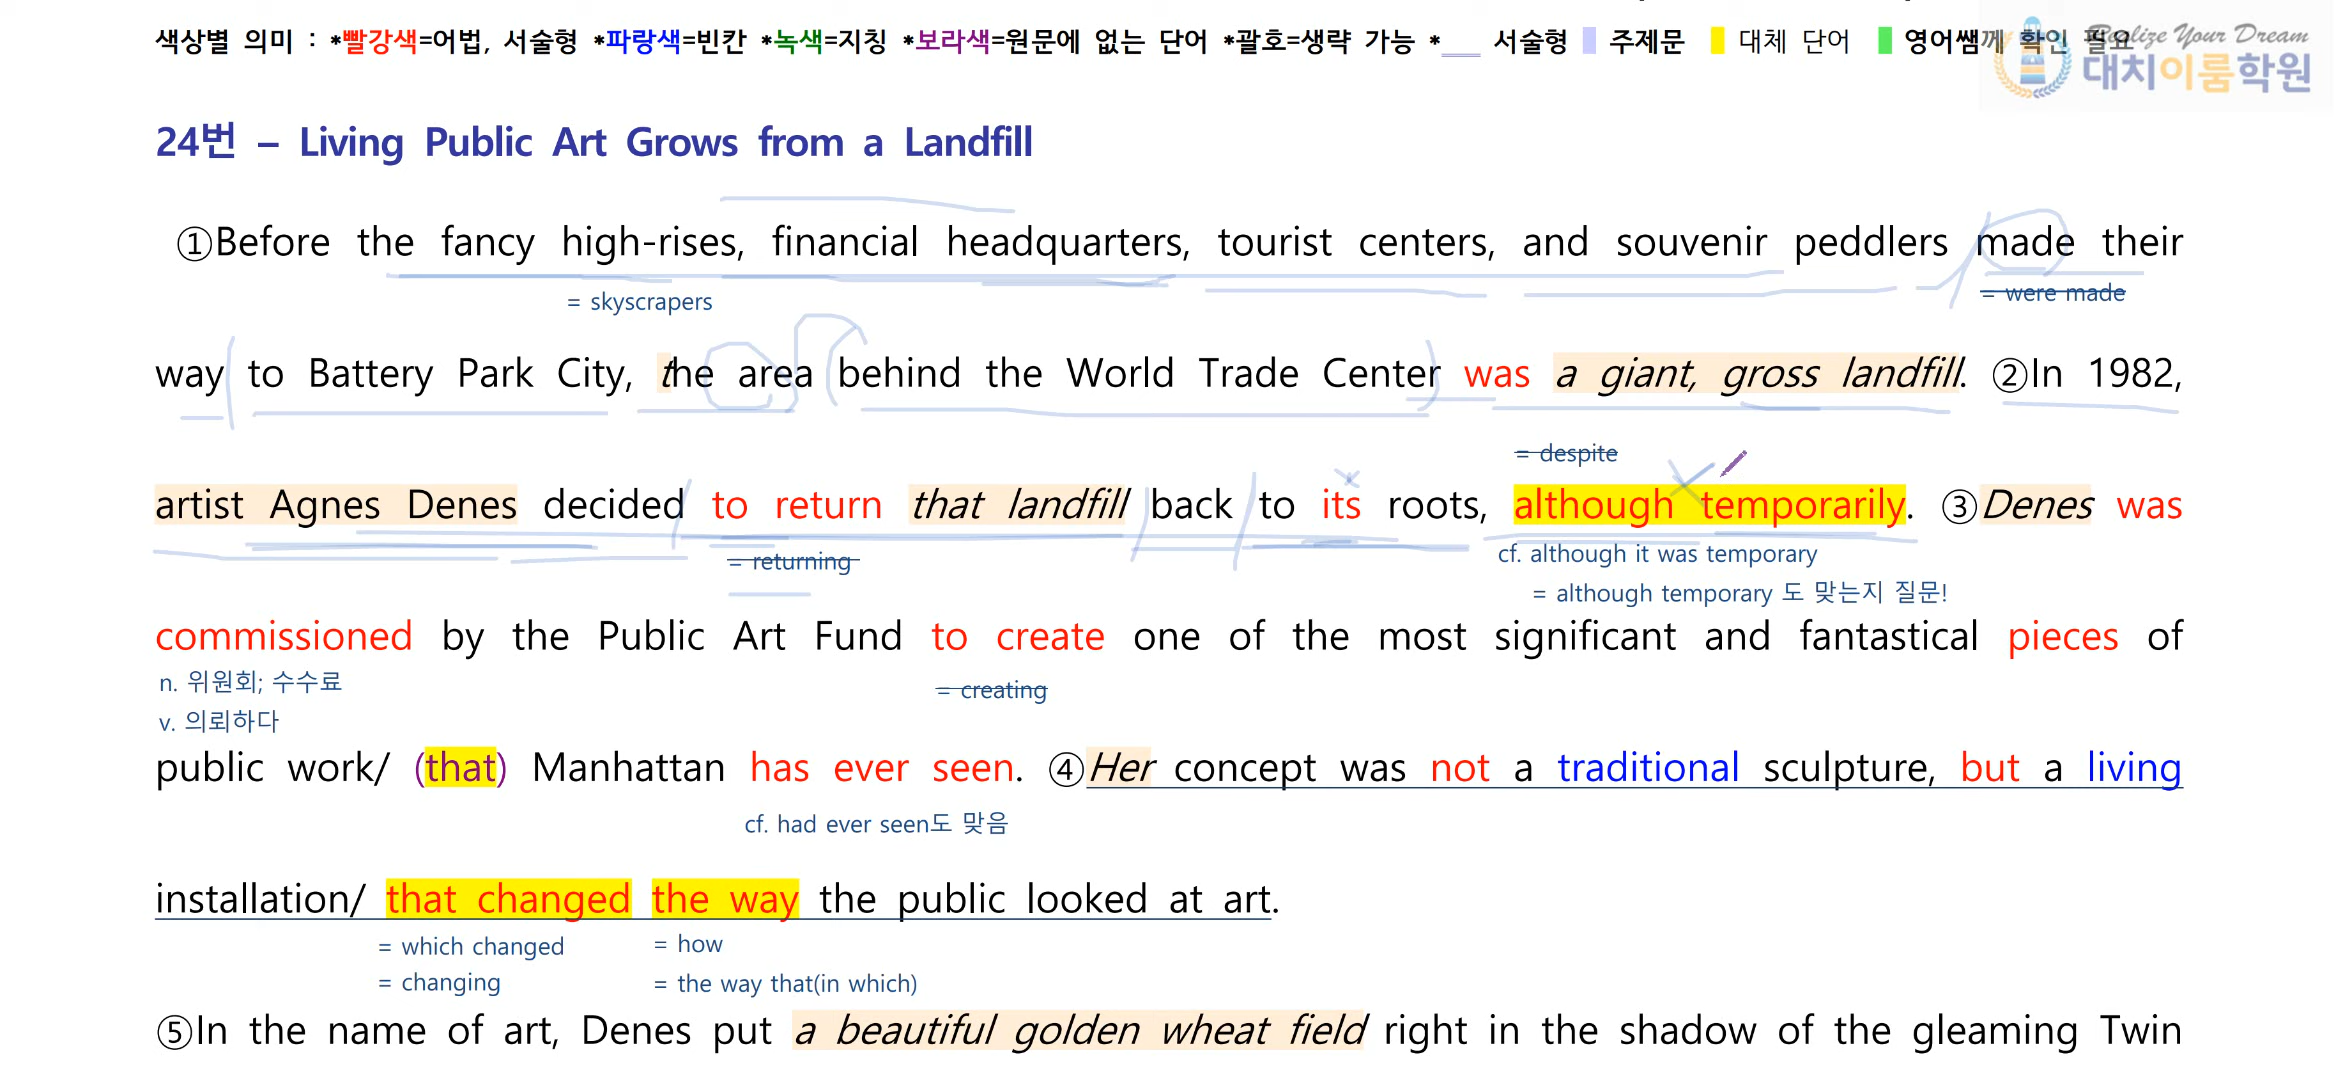 색상별 의미 : *빨강색=어법, 서술형 *파랑색=빈칸 *녹색=지칭 *보라색=원문에 없는 단어 *괄호=생략 가능 *___ 서술형 주제문 대체 단어 영어쌤께 확인 필요
Realize Your Dream
대치이룸학원
24번 – Living Public Art Grows from a Landfill
①Before the fancy high-rises, financial headquarters, tourist centers, and souvenir peddlers made their
= skyscrapers
= were made
way to Battery Park City, the area behind the World Trade Center was a giant, gross landfill. ②In 1982,
= despite
artist Agnes Denes decided to return that landfill back to its roots, although temporarily. ③Denes was
= returning
cf. although it was temporary
= although temporary 도 맞는지 질문!
commissioned by the Public Art Fund to create one of the most significant and fantastical pieces of
n. 위원회; 수수료
= creating
v. 의뢰하다
public work/ (that) Manhattan has ever seen. ④Her concept was not a traditional sculpture, but a living
cf. had ever seen도 맞음
installation/ that changed the way the public looked at art.
= which changed
= how
= changing
= the way that(in which)
⑤In the name of art, Denes put a beautiful golden wheat field right in the shadow of the gleaming Twin